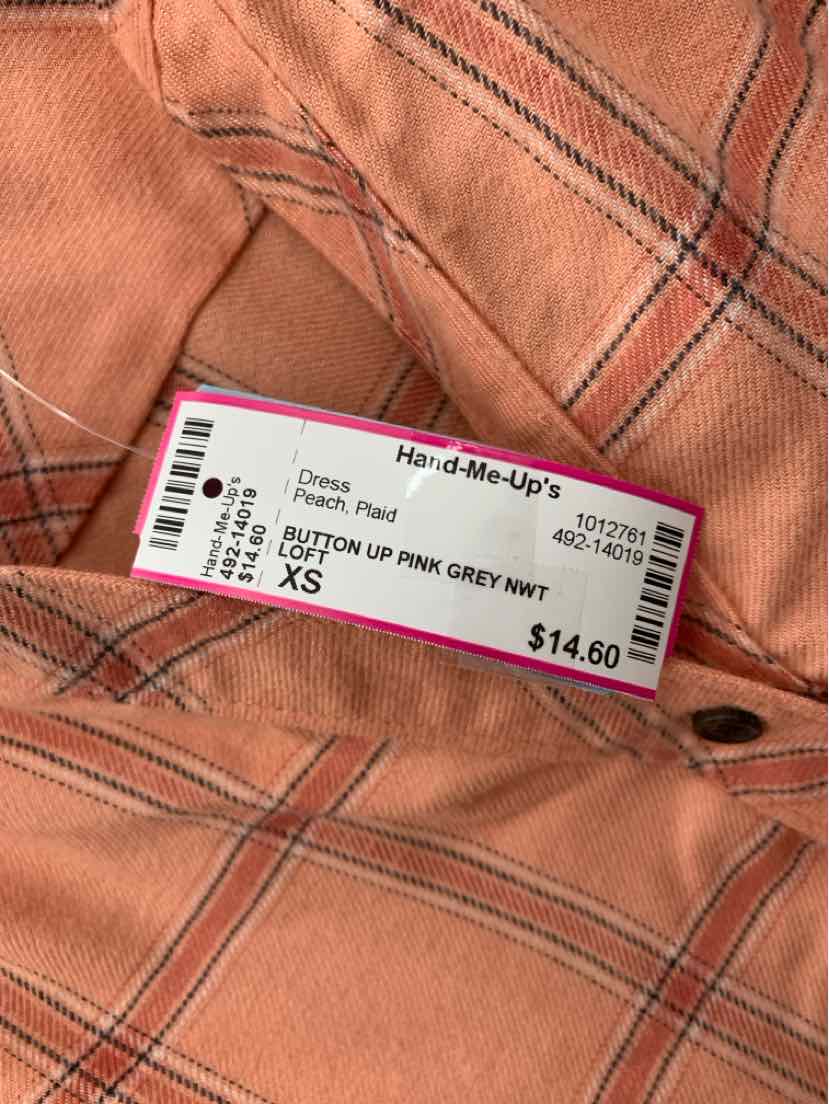 Hand-Me-Up's
492-14019
$14.60
Hand-Me-Up's
Dress
Peach, Plaid
1012761
492-14019
BUTTON UP PINK GREY NWT
LOFT
XS
$14.60